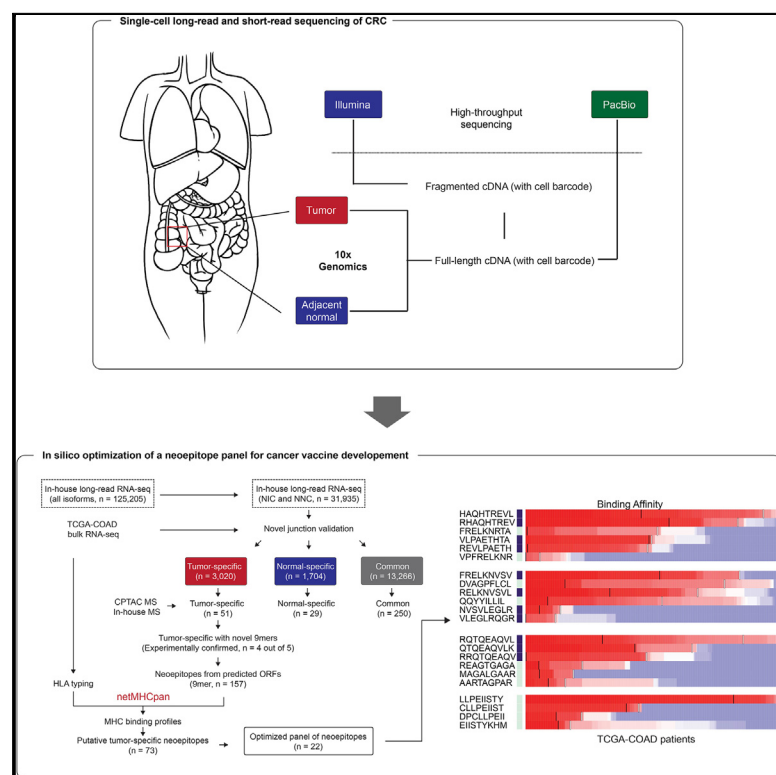 Single-cell long-read and short-read sequencing of CRC
Illumina
High-throughput
sequencing
PacBio
Fragmented cDNA (with cell barcode)
Tumor
10x
Genomics
Full-length cDNA (with cell barcode)
Adjacent
normal
In silico optimization of a neoepitope panel for cancer vaccine developement
In-house long-read RNA-seq
(all isoforms, n = 125,205)
In-house long-read RNA-seq
(NIC and NNC, n = 31,935)
TCGA-COAD
bulk RNA-seq
Novel junction validation
Tumor-specific
(n = 3,020)
Normal-specific
(n = 1,704)
Common
(n = 13,266)
CPTAC MS
In-house MS
Tumor-specific
(n = 51)
Normal-specific
(n = 29)
Common
(n = 250)
Tumor-specific with novel 9mers
(Experimentally confirmed, n = 4 out of 5)
Neoepitopes from predicted ORFs
(9mer, n = 157)
HLA typing
netMHCpan
MHC binding profiles
Putative tumor-specific neoepitopes
(n = 73)
Optimized panel of neoepitopes
(n = 22)
Binding Affinity
HAQHTREVL
RHAQHTREV
FRELKNRTA
VLPAETHTA
REVLPAETH
VPFRELKNR
FRELKNVSV
DVAGPFLCL
RELKNVSVL
QQYYILLIL
NVSVLEGLR
VLEGLRQGR
RQTQEAQVL
QTQEAQVLK
RRQTQEAQV
REAGTGAGA
MAGALGAAR
AARTAGPAR
LLPEIISTY
CLLPEIIST
DPCLLPEII
EIISTYKHM
TCGA-COAD patients